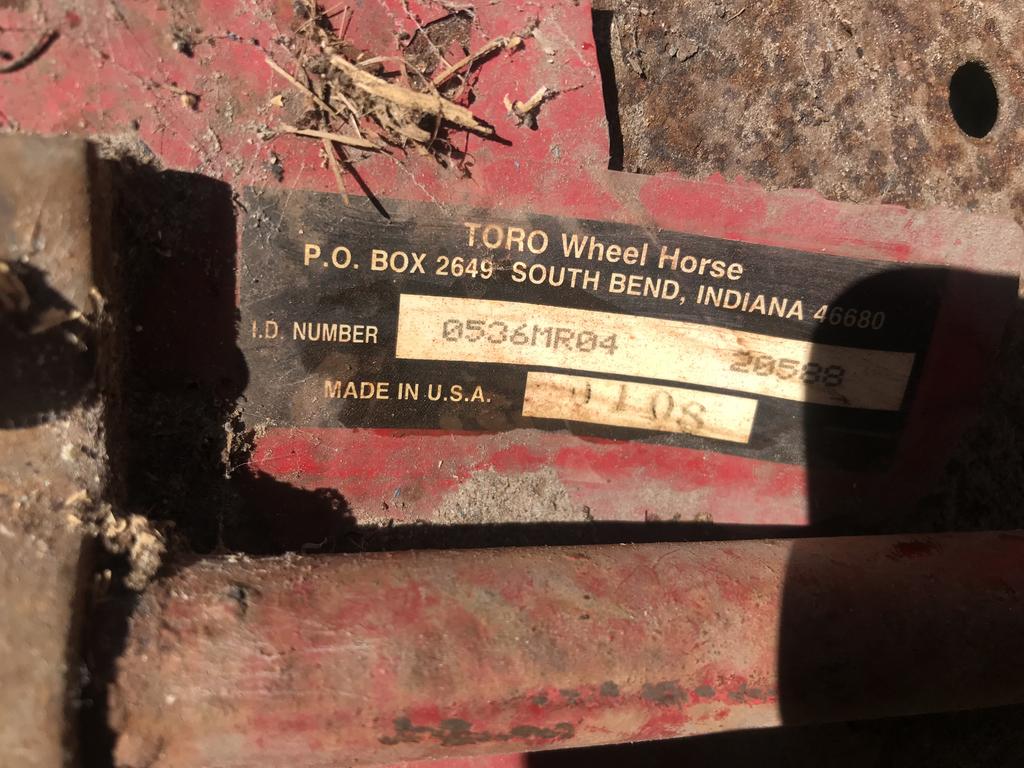 TORO Wheel Horse
P.O. BOX 2649 SOUTH BEND, INDIANA 46680
I.D. NUMBER 0536MR04 20588
MADE IN U.S.A.